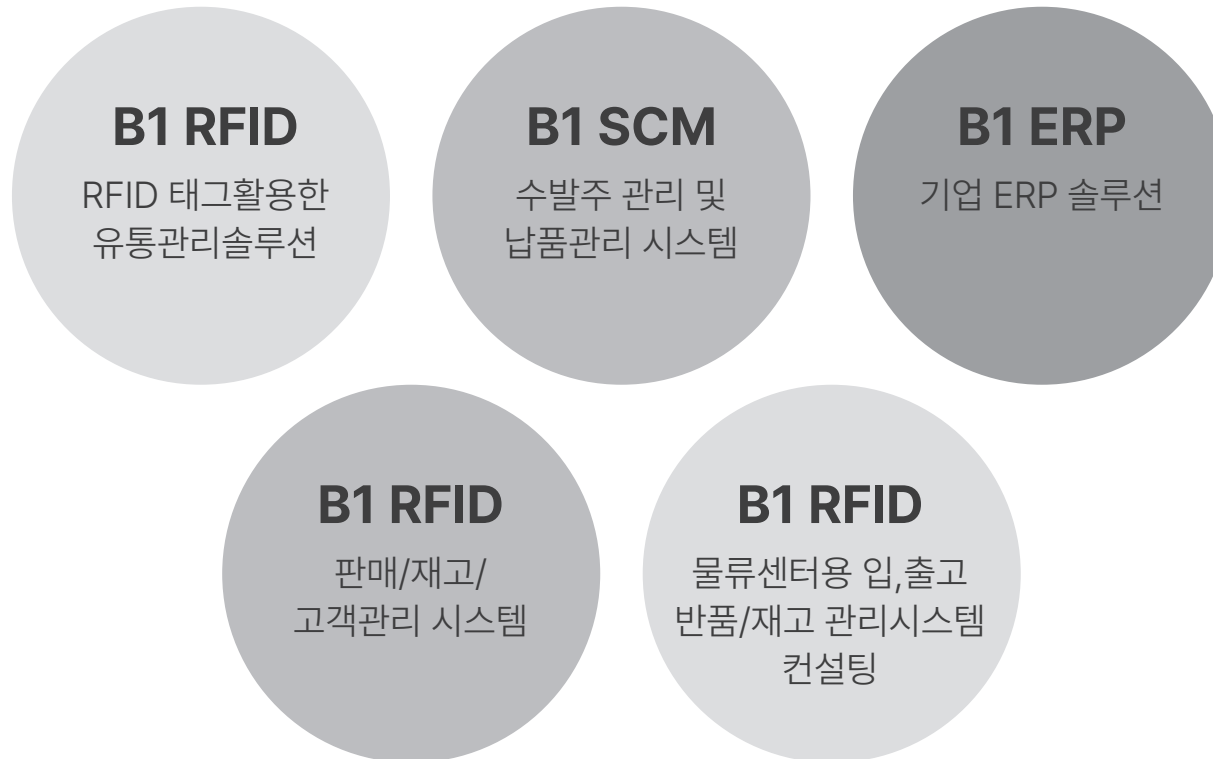 B1 RFID
RFID 태그활용한
유통관리솔루션
B1 SCM
수발주 관리 및
납품관리 시스템
B1 ERP
기업 ERP 솔루션
B1 RFID
판매/재고/
고객관리 시스템
B1 RFID
물류센터용 입,출고
반품/재고 관리시스템
컨설팅